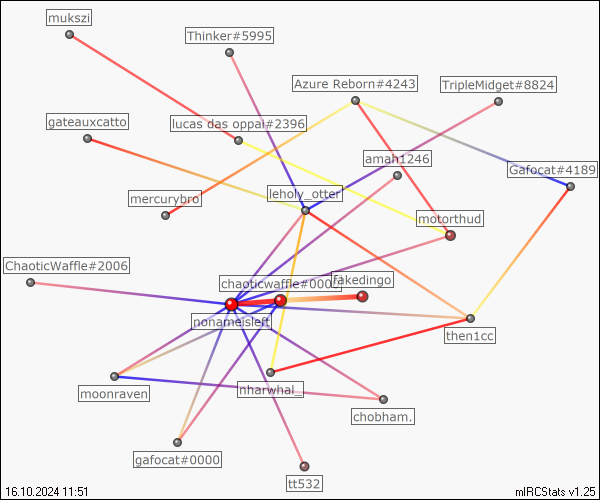 mukszi
Thinker#5995
Azure Reborn#4243
TripleMidget#8824
gateauxcatto
lucas das oppai#2396
amah1246
Gafocat#4189
mercurybro
leholy_otter
motorthud
ChaoticWaffle#2006
chaoticwaffle#000
fakedingo
nonameisleft
then1cc
moonraven
nharwhal_
chobham.
gafocat#0000
tt532
16.10.2024 11:51
mIRCStats v1.25